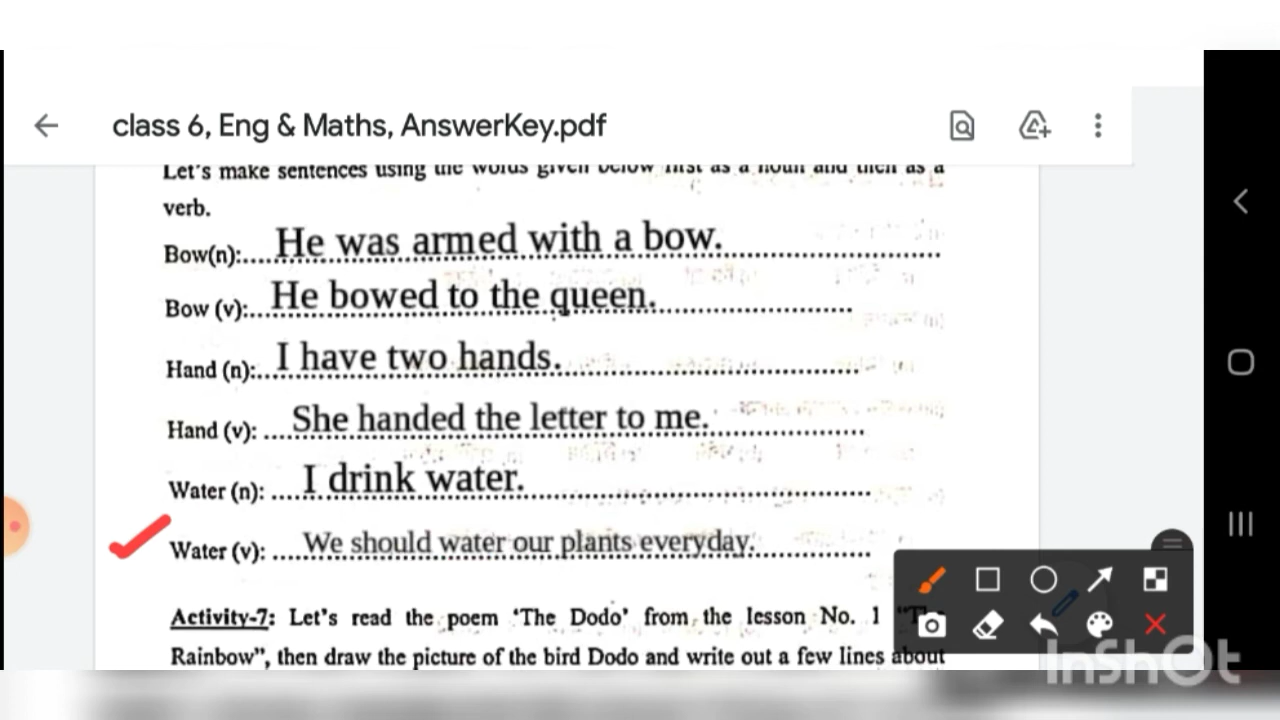 class 6, Eng & Maths, AnswerKey.pdf
Let's make sentences using the words given below first as a noun and then as a
verb.
Bow(n):.... He was armed with a bow.
Bow (v):... He bowed to the queen.
Hand (n):... I have two hands.
Hand (v): .... She handed the letter to me.
Water (n): .... I drink water.
Water (v): .... We should water our plants everyday.
Activity-7: Let's read the poem ‘The Dodo’ from the lesson No. 1 "The
Rainbow", then draw the picture of the bird Dodo and write out a few lines about
InShOt